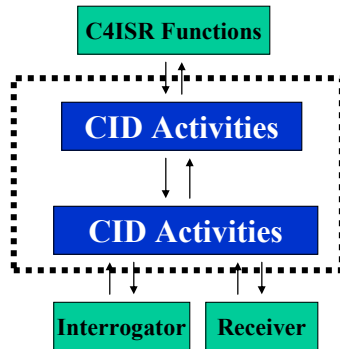 C4ISR Functions
CID Activities
CID Activities
Interrogator
Receiver